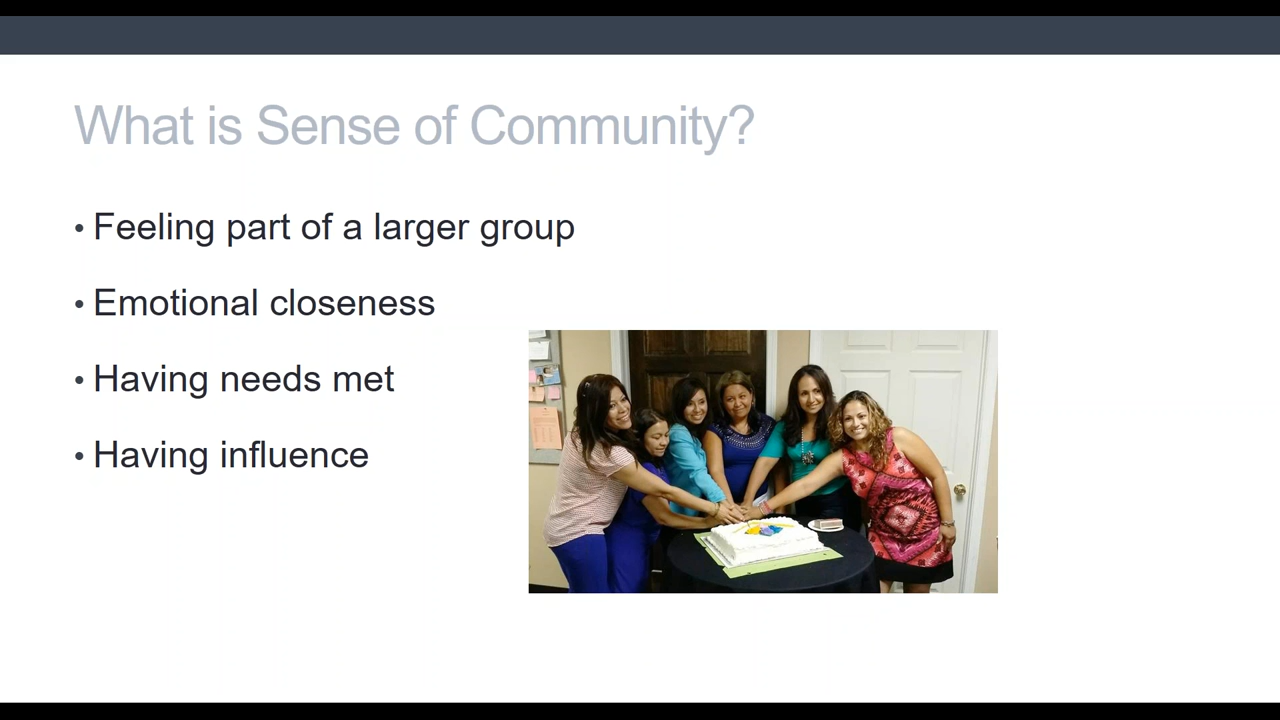 What is Sense of Community?
• Feeling part of a larger group
• Emotional closeness
• Having needs met
• Having influence